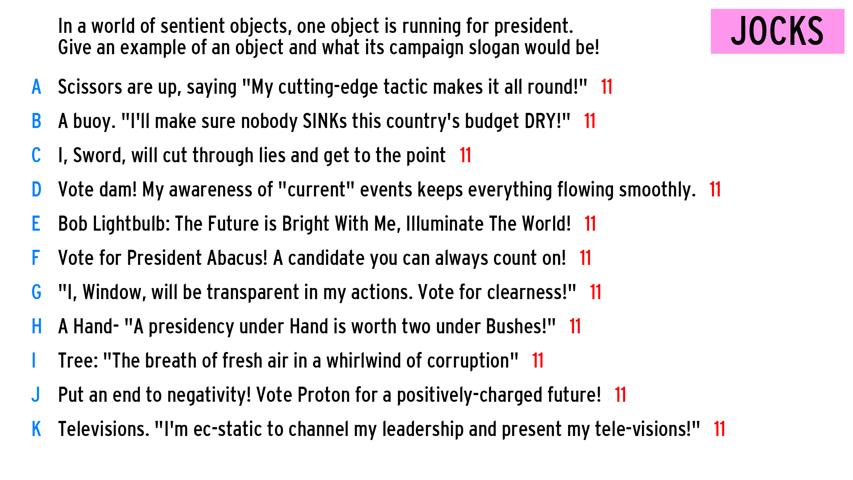 In a world of sentient objects, one object is running for president.
Give an example of an object and what its campaign slogan would be!
JOCKS
A Scissors are up, saying "My cutting-edge tactic makes it all round!" 11
B A buoy. "I'll make sure nobody SINKs this country's budget DRY!" 11
C I, Sword, will cut through lies and get to the point 11
D Vote dam! My awareness of "current" events keeps everything flowing smoothly. 11
E Bob Lightbulb: The Future is Bright With Me, Illuminate The World! 11
F Vote for President Abacus! A candidate you can always count on! 11
G "I, Window, will be transparent in my actions. Vote for clearness!" 11
H A Hand- "A presidency under Hand is worth two under Bushes!" 11
I Tree: "The breath of fresh air in a whirlwind of corruption" 11
J Put an end to negativity! Vote Proton for a positively-charged future! 11
K Televisions. "I'm ec-static to channel my leadership and present my tele-visions!" 11